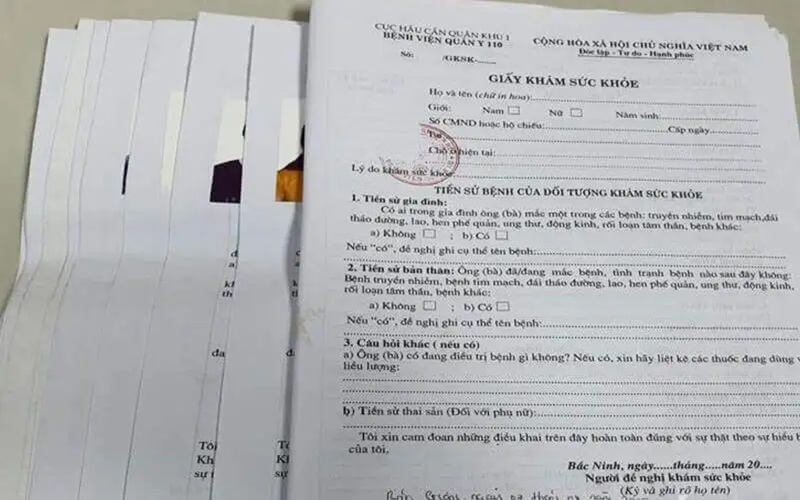 CỤC HẬU CẦN QUÂN KHU 1
BỆNH VIỆN QUÂN Y 110
CỘNG HÒA XÃ HỘI CHỦ NGHĨA VIỆT NAM
Độc lập - Tự do - Hạnh phúc
Số: /GKSK-......
GIẤY KHÁM SỨC KHỎE
Họ và tên (chữ in hoa):
Giới: Nam ☐ Nữ ☐ Năm sinh:
Số CMND hoặc hộ chiếu: Cấp ngày
Chỗ ở hiện tại:
Lý do khám sức khỏe
TIỀN SỬ BỆNH CỦA ĐỐI TƯỢNG KHÁM SỨC KHỎE
1. Tiền sử gia đình:
Có ai trong gia đình ông (bà) mắc một trong các bệnh: truyền nhiễm, tim mạch,đái
tháo đường, lao, hen phế quản, ung thư, động kinh, rối loạn tâm thần, bệnh khác:
a) Không ☐ ; b) Có ☐
Nếu "có", đề nghị ghi cụ thể tên bệnh:
2. Tiền sử bản thân: Ông (bà) đã/đang mắc bệnh, tình trạng bệnh nào sau đây không:
Bệnh truyền nhiễm, bệnh tim mạch, đái tháo đường, lao, hen phế quản, ung thư, động kinh,
rối loạn tâm thần, bệnh khác:
a) Không ☐ ; b) Có ☐
Nếu "có", đề nghị ghi cụ thể tên bệnh:
3. Câu hỏi khác ( nếu có)
a) Ông (bà) có đang điều trị bệnh gì không? Nếu có, xin hãy liệt kê các thuốc đang dùng v
liều lượng:
b) Tiền sử thai sản (Đối với phụ nữ):
Tôi xin cam đoan những điều khai trên đây hoàn toàn đúng với sự thật theo sự hiểu b
của tôi.
Bắc Ninh, ngày......tháng.....năm 20....
Người đề nghị khám sức khỏe
(Ký và ghi rõ họ tên)